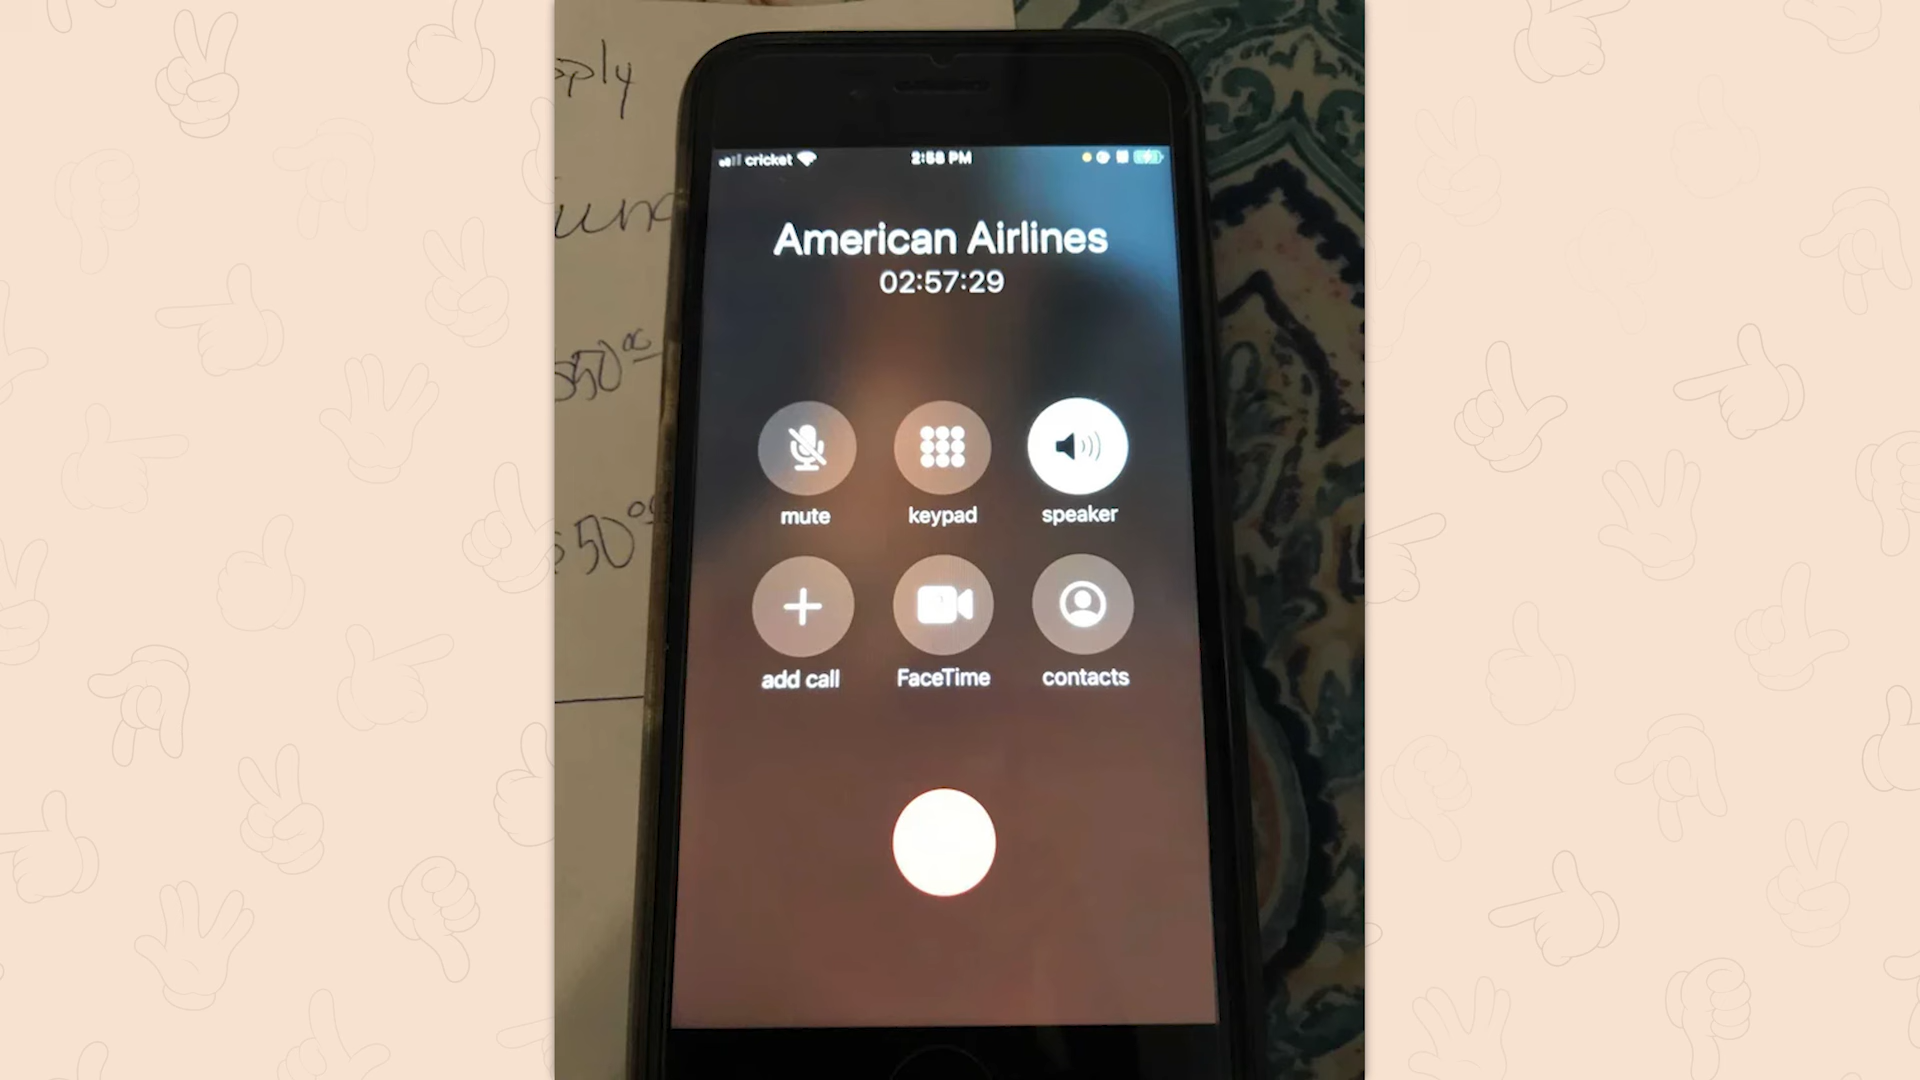 cricket 2:58 PM
American Airlines
02:57:29
mute keypad speaker
add call FaceTime contacts